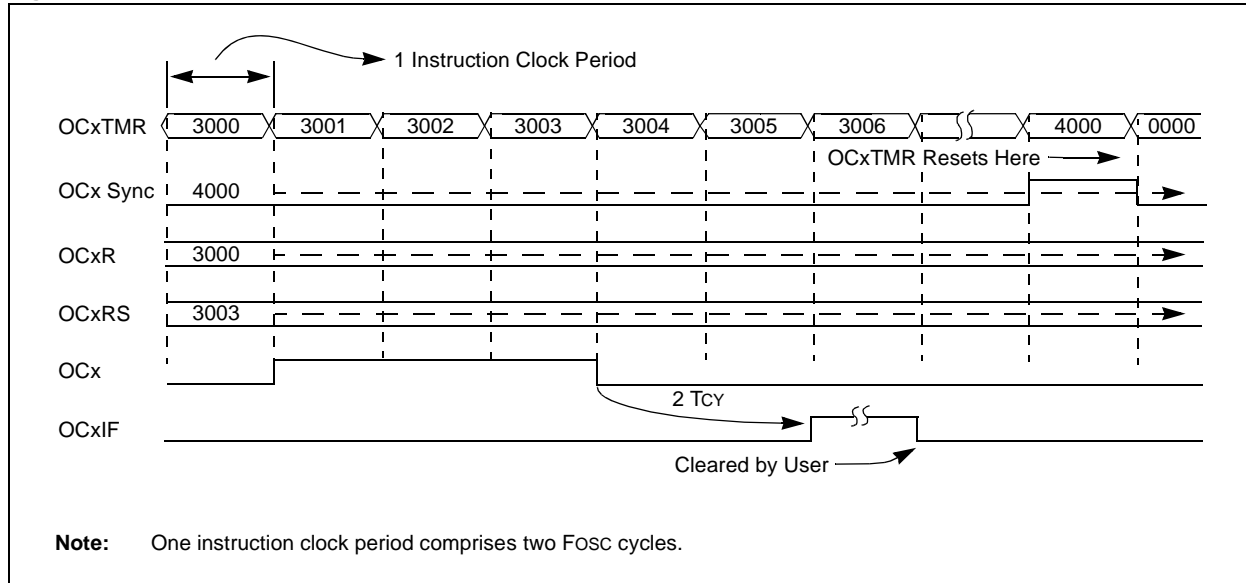 1 Instruction Clock Period
OCxTMR 3000 3001 3002 3003 3004 3005 3006 4000 0000
OCxTMR Resets Here
OCx Sync 4000
OCxR 3000
OCxRS 3003
OCx
2 TCY
OCxIF
Cleared by User
Note: One instruction clock period comprises two FOSC cycles.